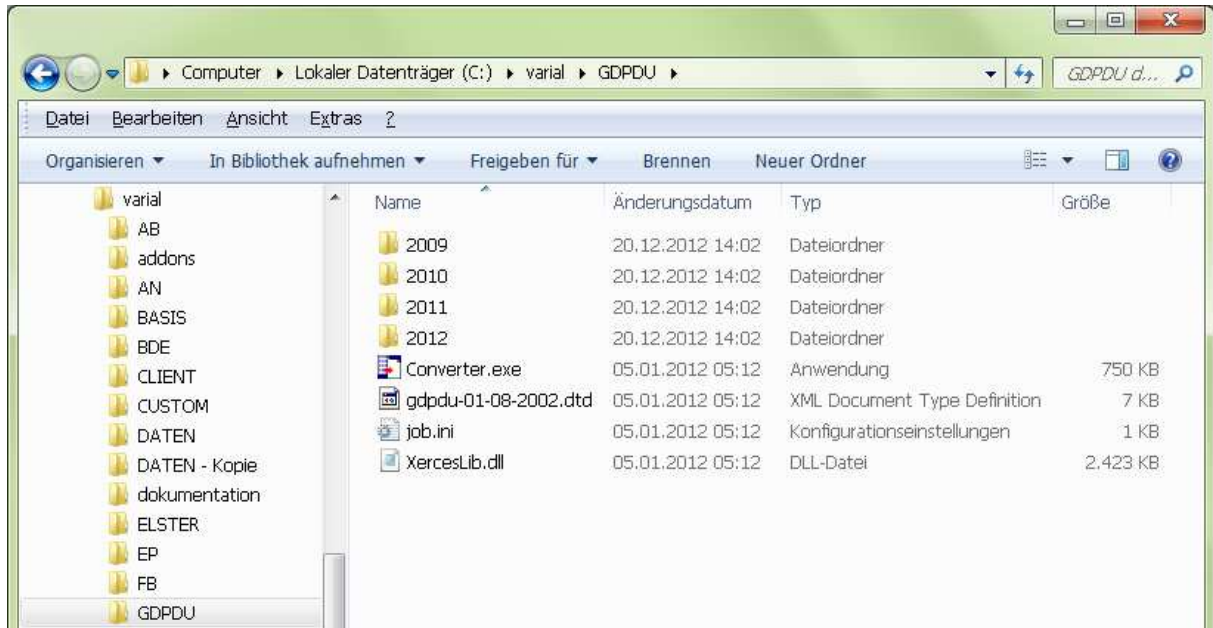 Computer Lokaler Datenträger (C:) varial GDPDU
GDPDU d...
Datei Bearbeiten Ansicht Extras ?
Organisieren In Bibliothek aufnehmen Freigeben für Brennen Neuer Ordner
varial
AB
addons
AN
BASIS
BDE
CLIENT
CUSTOM
DATEN
DATEN - Kopie
dokumentation
ELSTER
EP
FB
GDPDU
Name Änderungsdatum Typ Größe
2009 20.12.2012 14:02 Dateiordner
2010 20.12.2012 14:02 Dateiordner
2011 20.12.2012 14:02 Dateiordner
2012 20.12.2012 14:02 Dateiordner
Converter.exe 05.01.2012 05:12 Anwendung 750 KB
gdpdu-01-08-2002.dtd 05.01.2012 05:12 XML Document Type Definition 7 KB
job.ini 05.01.2012 05:12 Konfigurationseinstellungen 1 KB
XercesLib.dll 05.01.2012 05:12 DLL-Datei 2.423 KB